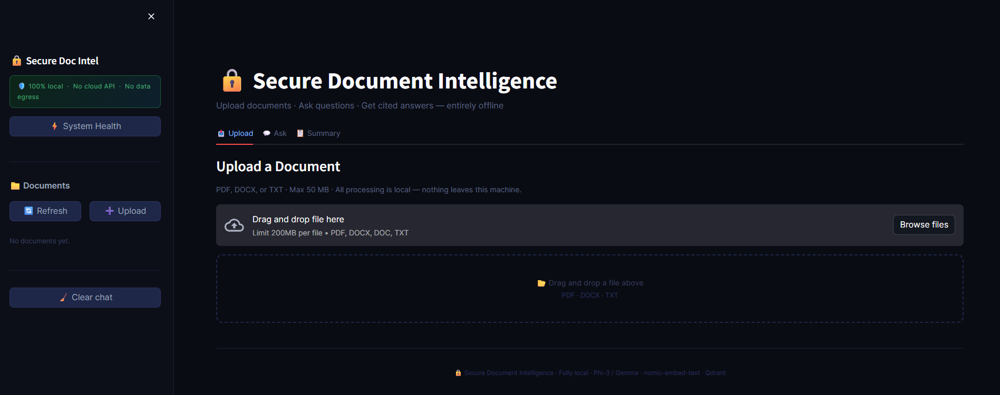 Secure Doc Intel
100% local · No cloud API · No data
egress
System Health
Documents
Refresh
Upload
No documents yet.
Clear chat
Secure Document Intelligence
Upload documents · Ask questions · Get cited answers — entirely offline
Upload
Ask
Summary
Upload a Document
PDF, DOCX, or TXT · Max 50 MB · All processing is local — nothing leaves this machine.
Drag and drop file here
Limit 200MB per file • PDF, DOCX, DOC, TXT
Browse files
Drag and drop a file above
PDF · DOCX · TXT
Secure Document Intelligence · Fully local · Phi-3 / Gemma · nomic-embed-text · Qdrant